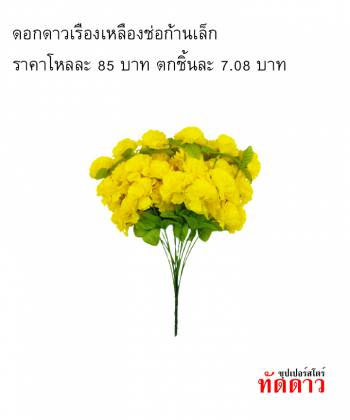 ดอกดาวเรืองเหลืองช่อก้านเล็ก
ราคาโหลละ 85 บาท ตกชิ้นละ 7.08 บาท
ซุปเปอร์สโตร์
ทัดดาว